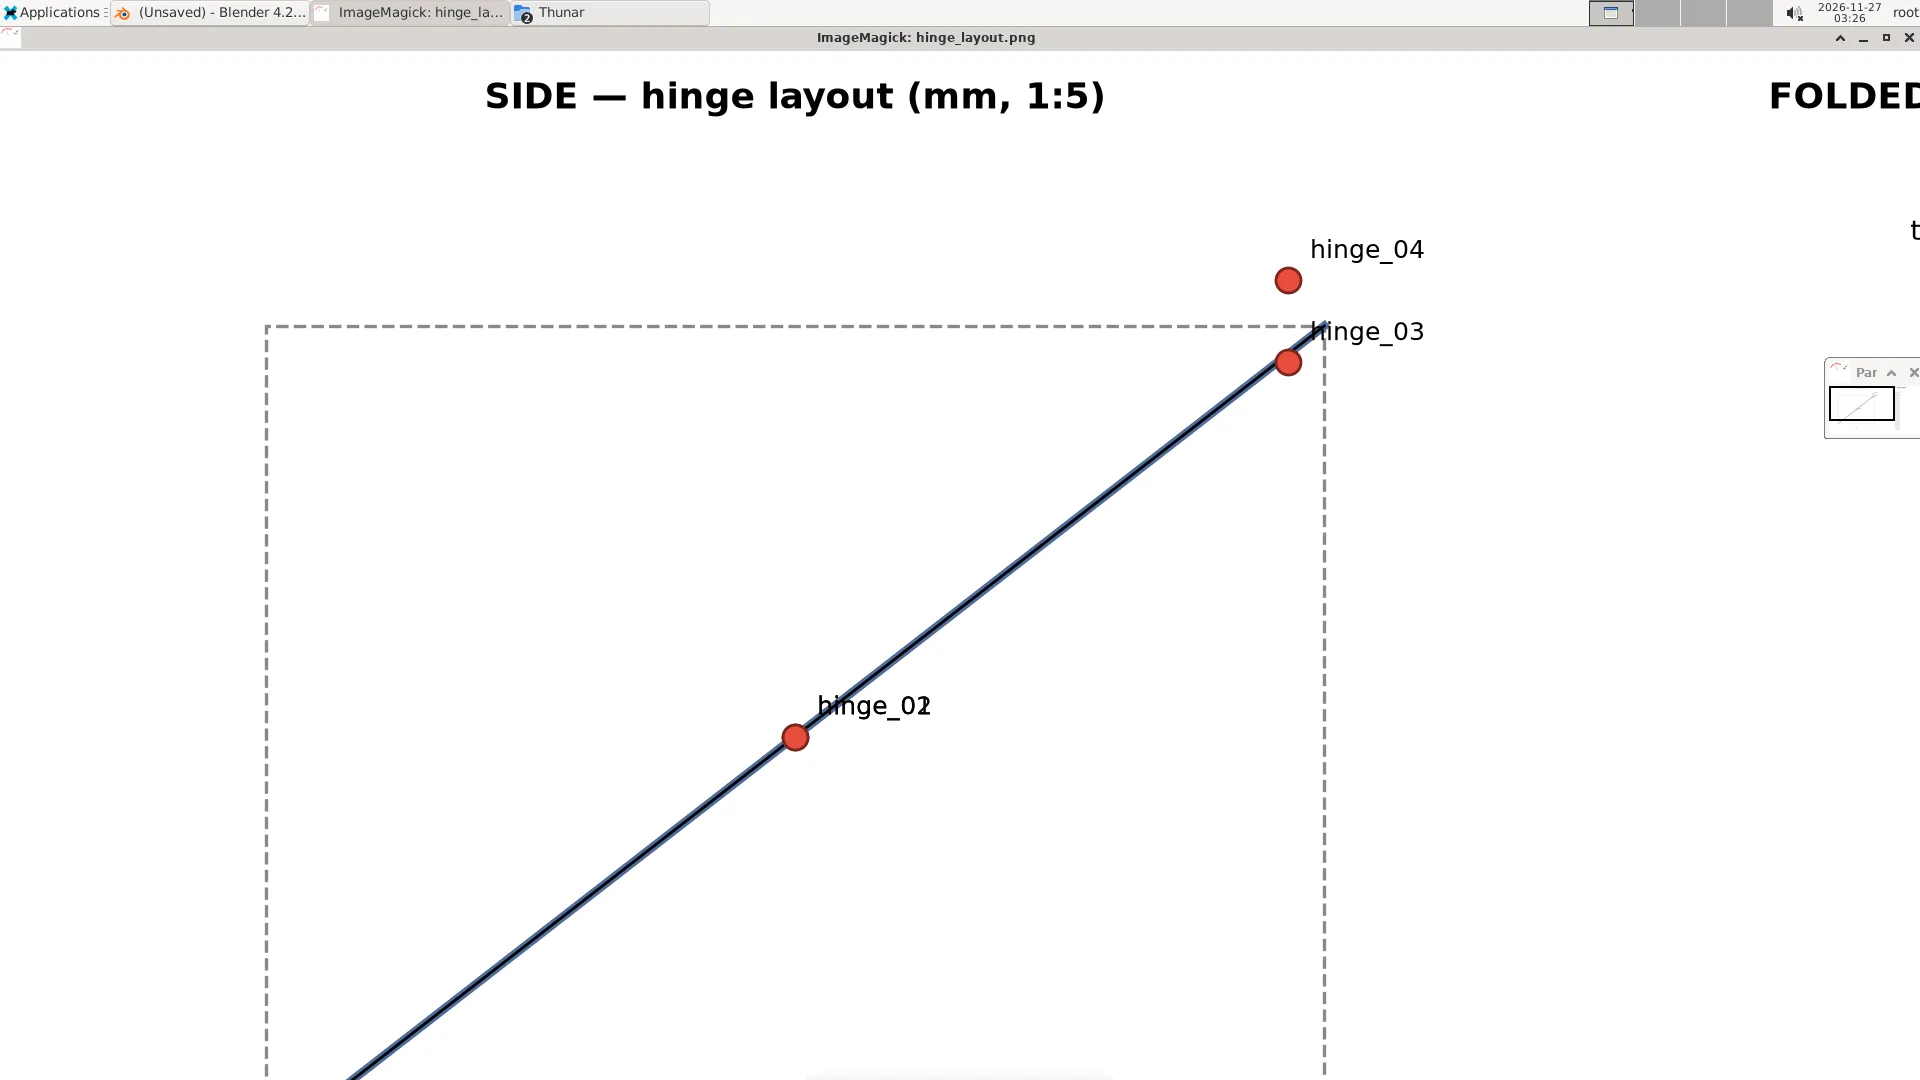 Applications
(Unsaved) - Blender 4.2...
ImageMagick: hinge_la...
2
Thunar
2026-11-27
03:26
root
ImageMagick: hinge_layout.png
SIDE — hinge layout (mm, 1:5)
FOLDED
t
hinge_04
hinge_03
Par